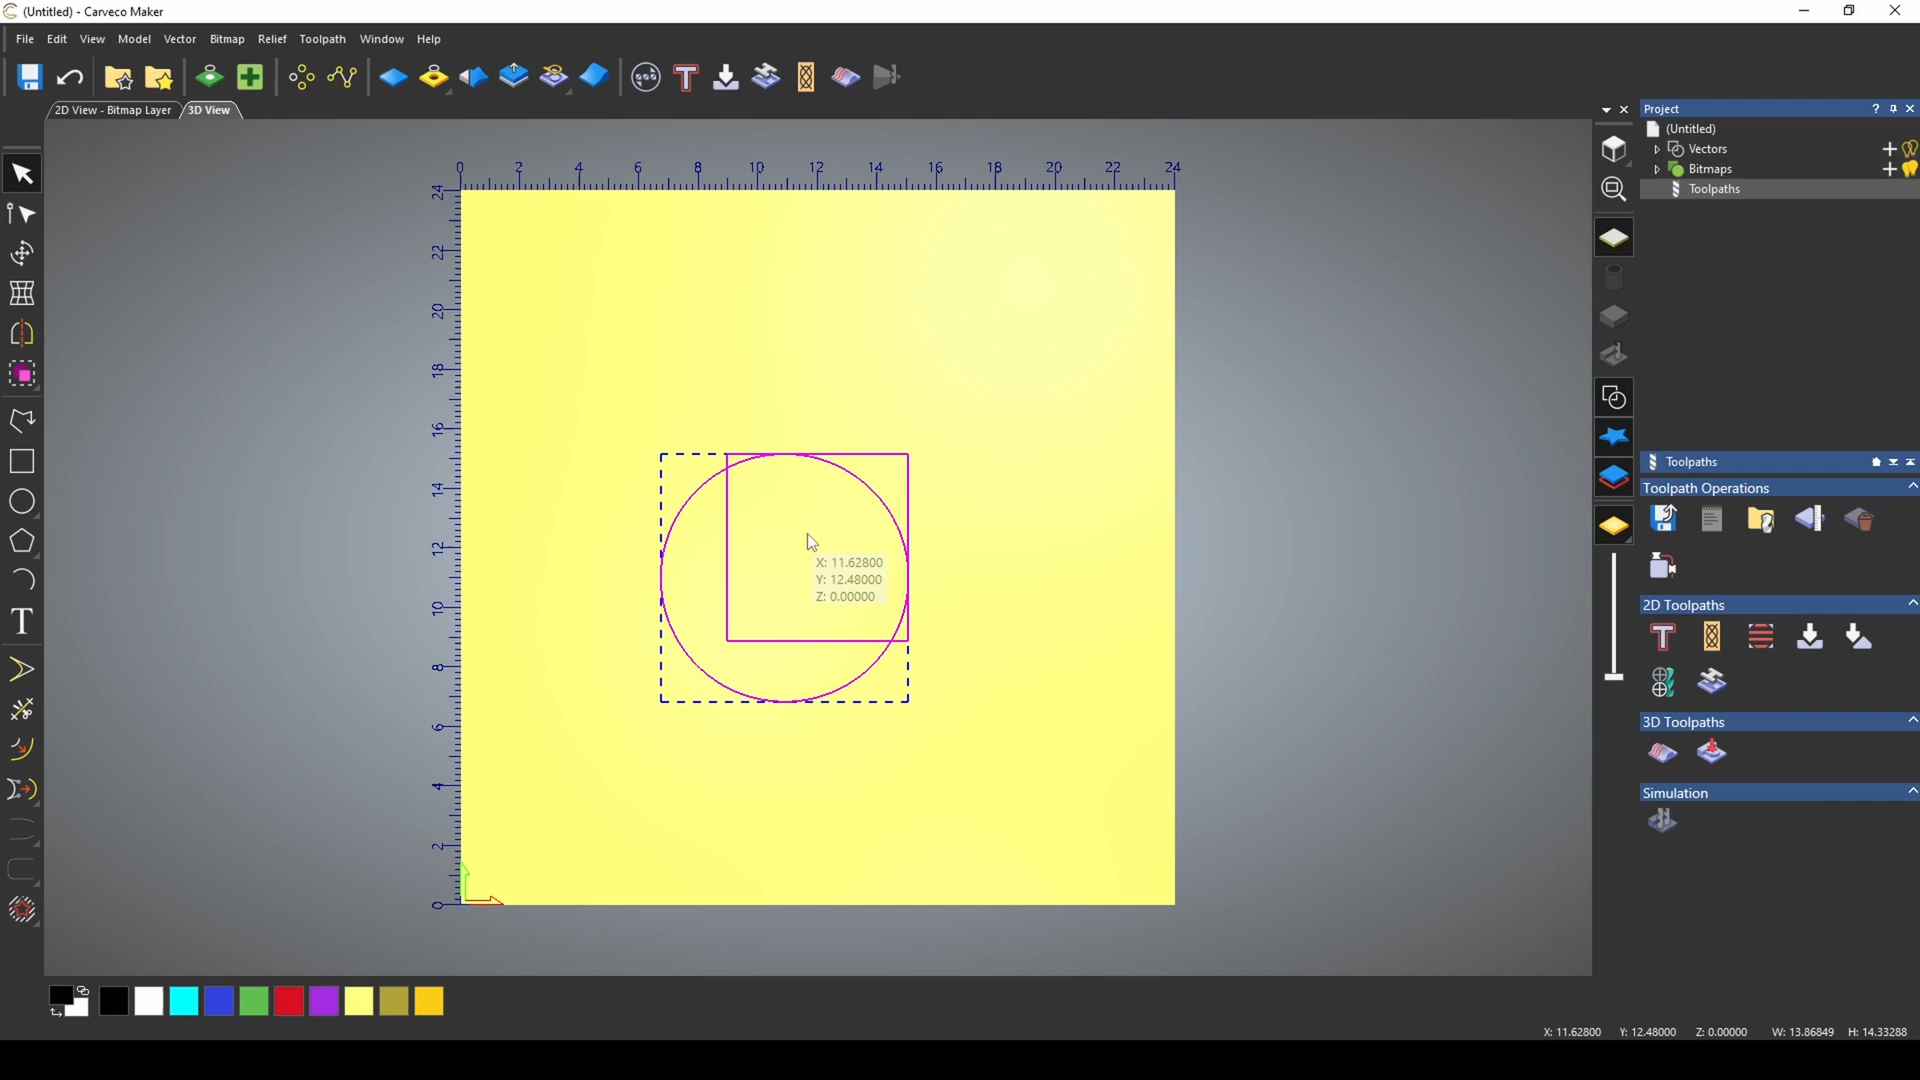 (Untitled) - Carveco Maker
File Edit View Model Vector Bitmap Relief Toolpath Window Help
2D View - Bitmap Layer 3D View
Project
(Untitled)
Vectors
Bitmaps
Toolpaths
0 2 4 6 8 10 12 14 16 18 20 22 24
24
22
20
18
16
14
12
10
8
6
4
2
0
X: 11.62800
Y: 12.48000
Z: 0.00000
Toolpaths
Toolpath Operations
2D Toolpaths
3D Toolpaths
Simulation
X: 11.62800 Y: 12.48000 Z: 0.00000 W: 13.86849 H: 14.33288